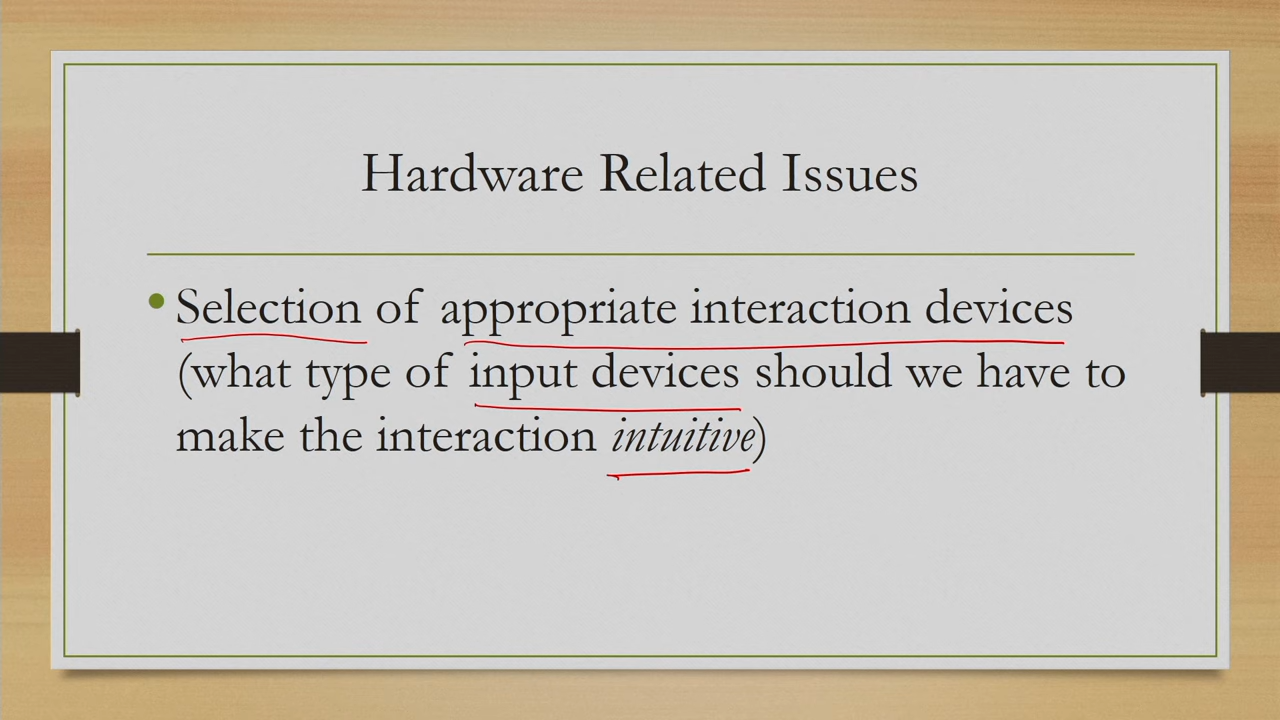 Hardware Related Issues
• Selection of appropriate interaction devices
(what type of input devices should we have to
make the interaction intuitive)